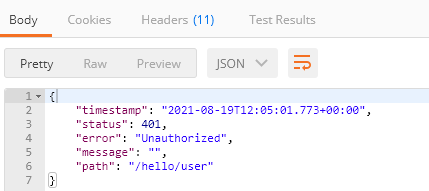 Body Cookies Headers (11) Test Results
Pretty Raw Preview JSON
1 {
2 "timestamp": "2021-08-19T12:05:01.773+00:00",
3 "status": 401,
4 "error": "Unauthorized",
5 "message": "",
6 "path": "/hello/user"
7 }